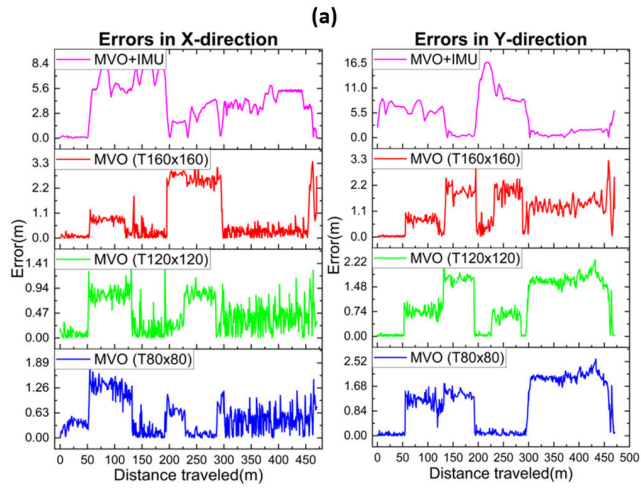 (a)
Errors in X-direction
MVO+IMU
8.4
5.6
2.8
0.0
MVO (T160x160)
3.3
2.2
1.1
0.0
MVO (T120x120)
1.41
0.94
0.47
0.00
MVO (T80x80)
1.89
1.26
0.63
0.00
Error(m)
0 50 100 150 200 250 300 350 400 450
Distance traveled(m)
Errors in Y-direction
MVO+IMU
16.5
11.0
5.5
0.0
MVO (T160x160)
3.3
2.2
1.1
0.0
MVO (T120x120)
2.22
1.48
0.74
0.00
MVO (T80x80)
2.52
1.68
0.84
0.00
Error(m)
0 50 100 150 200 250 300 350 400 450
Distance traveled(m)